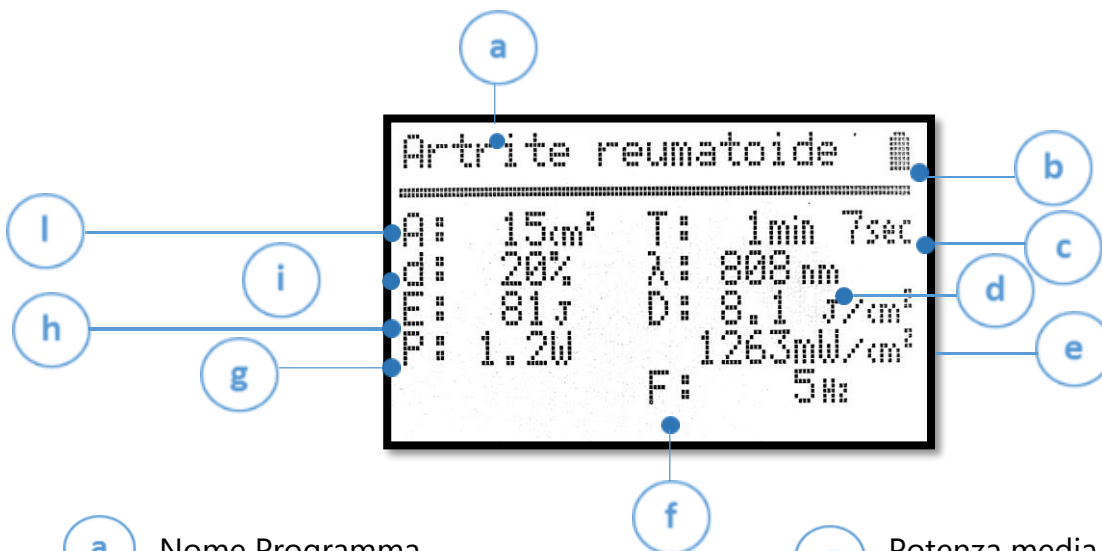 a
Artrite reumatoide
b
l
A: 15cm² T: 1min 7sec
c
i
d: 20% λ: 808nm
d
h
E: 81J D: 8.1 J/cm²
P: 1.2W 1263mW/cm²
e
g
F: 5Hz
f
a Nome Programma
Potenza media